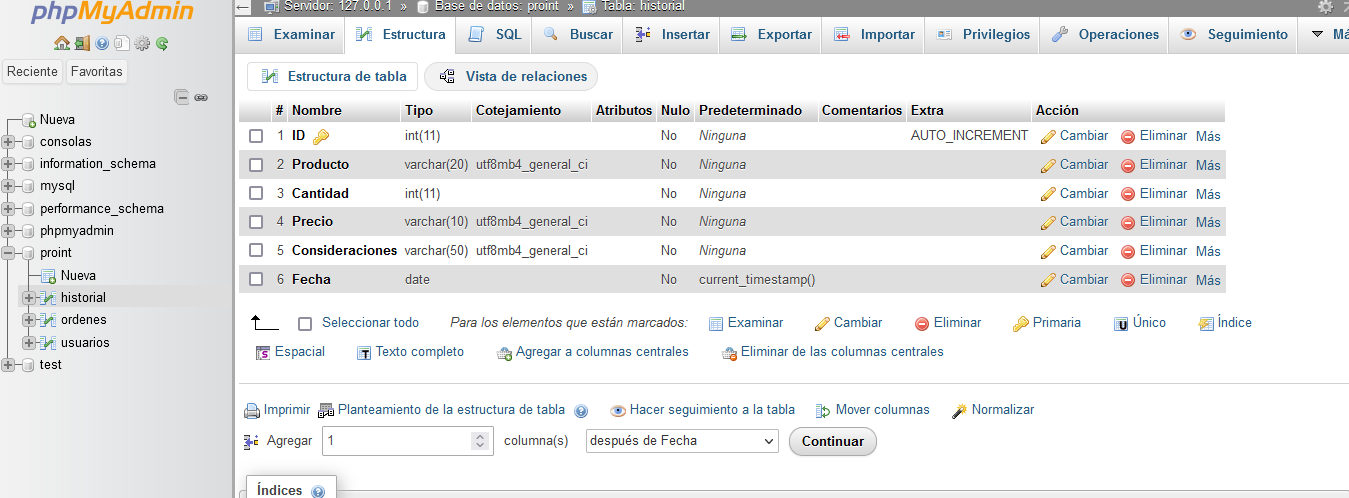 phpMyAdmin
Reciente Favoritas
Nueva
consolas
information_schema
mysql
performance_schema
phpmyadmin
proint
Nueva
historial
ordenes
usuarios
test
Servidor: 127.0.0.1 » Base de datos: proint » Tabla: historial
Examinar Estructura SQL Buscar Insertar Exportar Importar Privilegios Operaciones Seguimiento Má
Estructura de tabla Vista de relaciones
# Nombre Tipo Cotejamiento Atributos Nulo Predeterminado Comentarios Extra Acción
1 ID int(11) No Ninguna AUTO_INCREMENT Cambiar Eliminar Más
2 Producto varchar(20) utf8mb4_general_ci No Ninguna Cambiar Eliminar Más
3 Cantidad int(11) No Ninguna Cambiar Eliminar Más
4 Precio varchar(10) utf8mb4_general_ci No Ninguna Cambiar Eliminar Más
5 Consideraciones varchar(50) utf8mb4_general_ci No Ninguna Cambiar Eliminar Más
6 Fecha date No current_timestamp() Cambiar Eliminar Más
Seleccionar todo Para los elementos que están marcados: Examinar Cambiar Eliminar Primaria Único Índice
Espacial Texto completo Agregar a columnas centrales Eliminar de las columnas centrales
Imprimir Planteamiento de la estructura de tabla Hacer seguimiento a la tabla Mover columnas Normalizar
Agregar 1 columna(s) después de Fecha Continuar
Índices